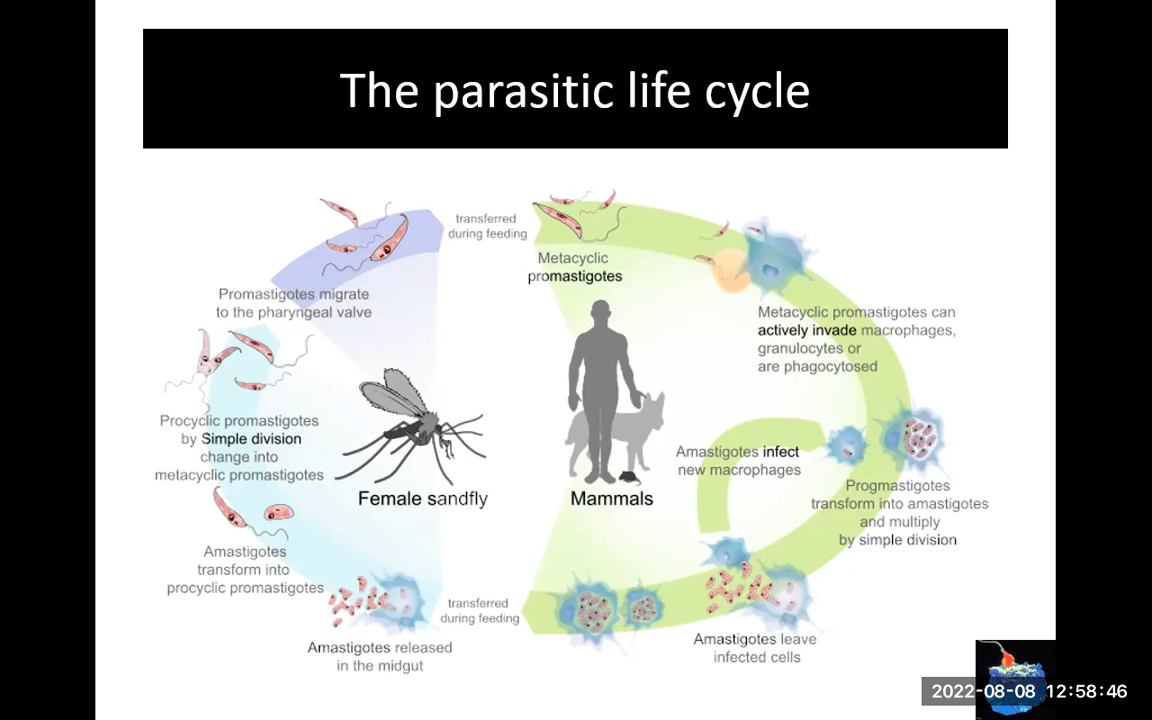 The parasitic life cycle
transferred
during feeding
Metacyclic
promastigotes
Metacyclic promastigotes can
actively invade macrophages,
granulocytes or
are phagocytosed
Promastigotes migrate
to the pharyngeal valve
Procyclic promastigotes
by Simple division
change into
metacyclic promastigotes
Amastigotes infect
new macrophages
Progmastigotes
transform into amastigotes
and multiply
by simple division
Female sandfly
Mammals
Amastigotes
transform into
procyclic promastigotes
transferred
during feeding
Amastigotes released
in the midgut
Amastigotes leave
infected cells
2022-08-08 12:58:46